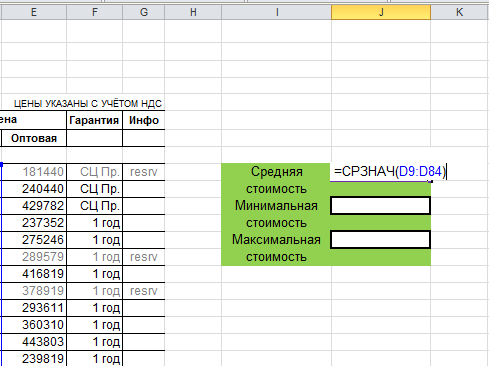 E F G H I J K
ЦЕНЫ УКАЗАНЫ С УЧЁТОМ НДС
ена Гарантия Инфо
Оптовая
181440 СЦ Пр. resrv Средняя =СРЗНАЧ(D9:D84)
240440 СЦ Пр. стоимость
429782 СЦ Пр. Минимальная
237352 1 год стоимость
275246 1 год Максимальная
289579 1 год resrv стоимость
416819 1 год
378919 1 год resrv
293611 1 год
360310 1 год
443803 1 год
239819 1 год